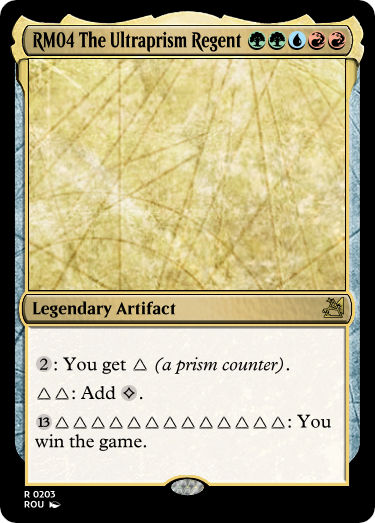 RM04 The Ultraprism Regent
Legendary Artifact
2: You get △ (a prism counter).
△△: Add ◇.
13△△△△△△△△△△△△△: You
win the game.
R 0203
ROU